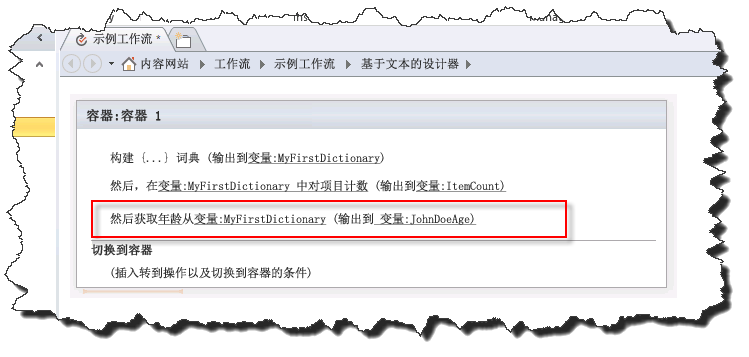 示例工作流 *
内容网站 工作流 示例工作流 基于文本的设计器
容器:容器 1
构建 {...} 词典 (输出到变量:MyFirstDictionary)
然后，在变量:MyFirstDictionary 中对项目计数 (输出到变量:ItemCount)
然后获取年龄从变量:MyFirstDictionary (输出到 变量:JohnDoeAge)
切换到容器
(插入转到操作以及切换到容器的条件)